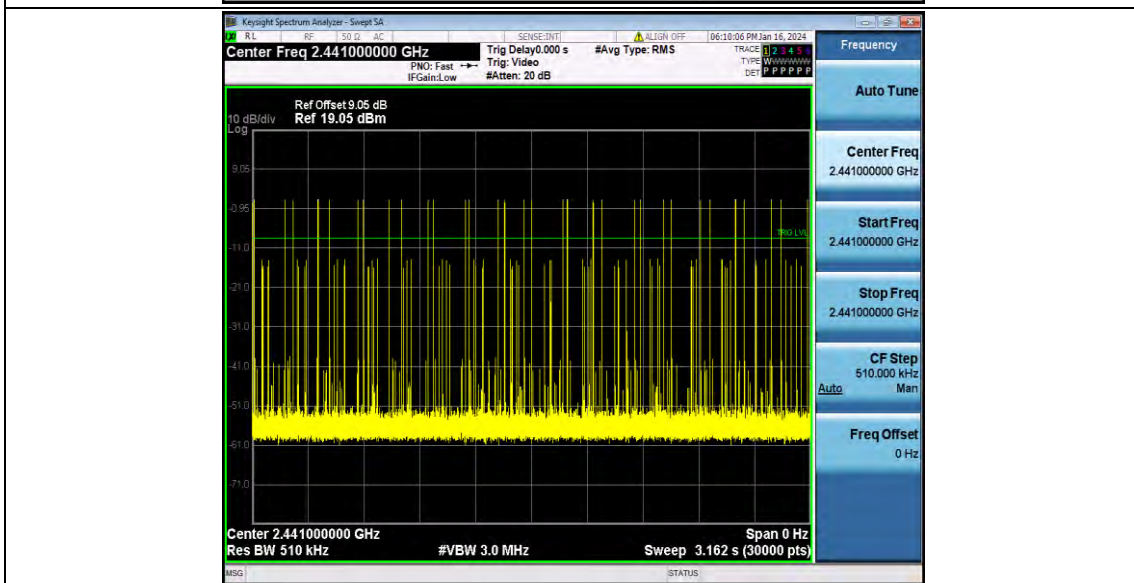 Keysight Spectrum Analyzer - Swept SA
RL RF 50 Ω AC SENSE:INT ALIGN OFF 06:10:06 PM Jan 16, 2024
Center Freq 2.441000000 GHz
PNO: Fast
IFGain:Low
Trig Delay0.000 s
Trig: Video
#Atten: 20 dB
#Avg Type: RMS
TRACE 1 2 3 4 5 6
TYPE WWWWWW
DET P P P P P P
Ref Offset 9.05 dB
10 dB/div Ref 19.05 dBm
Log
9.05
-0.95
TRIG LVL
-11.0
-21.0
-31.0
-41.0
-51.0
-61.0
-71.0
Center 2.441000000 GHz Span 0 Hz
Res BW 510 kHz #VBW 3.0 MHz Sweep 3.162 s (30000 pts)
MSG STATUS
Frequency
Auto Tune
Center Freq
2.441000000 GHz
Start Freq
2.441000000 GHz
Stop Freq
2.441000000 GHz
CF Step
510.000 kHz
Auto Man
Freq Offset
0 Hz